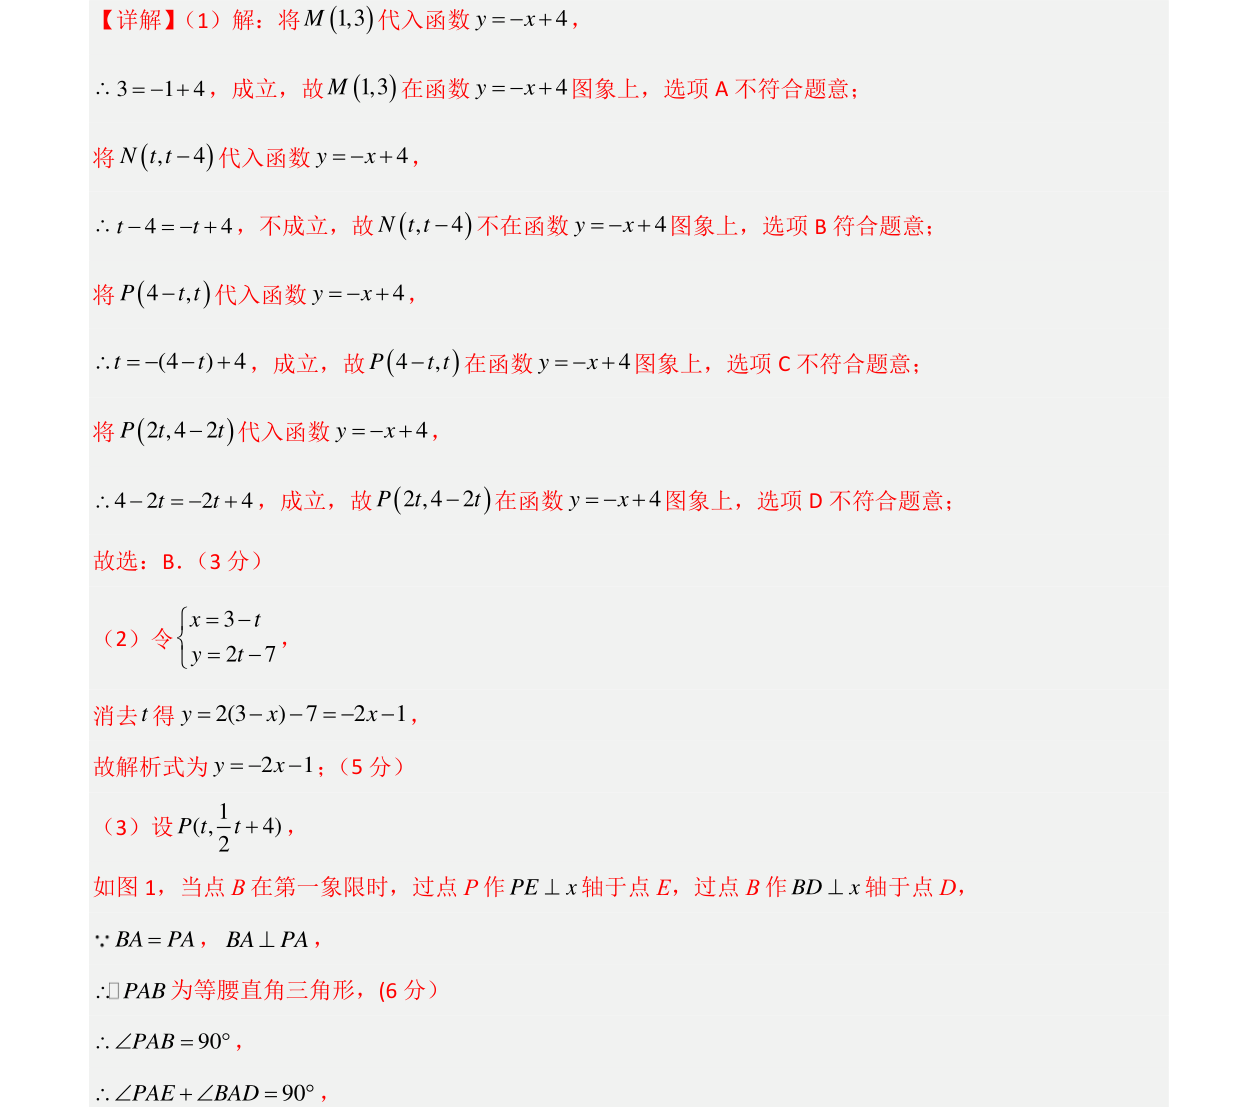 【详解】（1）解：将M(1,3)代入函数y=−x+4，
∴3=−1+4，成立，故M(1,3)在函数y=−x+4图象上，选项 A 不符合题意；
将N(t,t−4)代入函数y=−x+4，
∴t−4=−t+4，不成立，故N(t,t−4)不在函数y=−x+4图象上，选项 B 符合题意；
将P(4−t,t)代入函数y=−x+4，
∴t=−(4−t)+4，成立，故P(4−t,t)在函数y=−x+4图象上，选项 C 不符合题意；
将P(2t,4−2t)代入函数y=−x+4，
∴4−2t=−2t+4，成立，故P(2t,4−2t)在函数y=−x+4图象上，选项 D 不符合题意；
故选：B．（3 分）
（2）令{x=3−t
y=2t−7，
消去t得y=2(3−x)−7=−2x−1，
故解析式为y=−2x−1；（5 分）
（3）设P(t,1/2t+4)，
如图 1，当点 B 在第一象限时，过点 P 作PE⊥x轴于点 E，过点 B 作BD⊥x轴于点 D，
∵BA=PA，BA⊥PA，
∴□PAB为等腰直角三角形，(6 分）
∴∠PAB=90°，
∴∠PAE+∠BAD=90°，